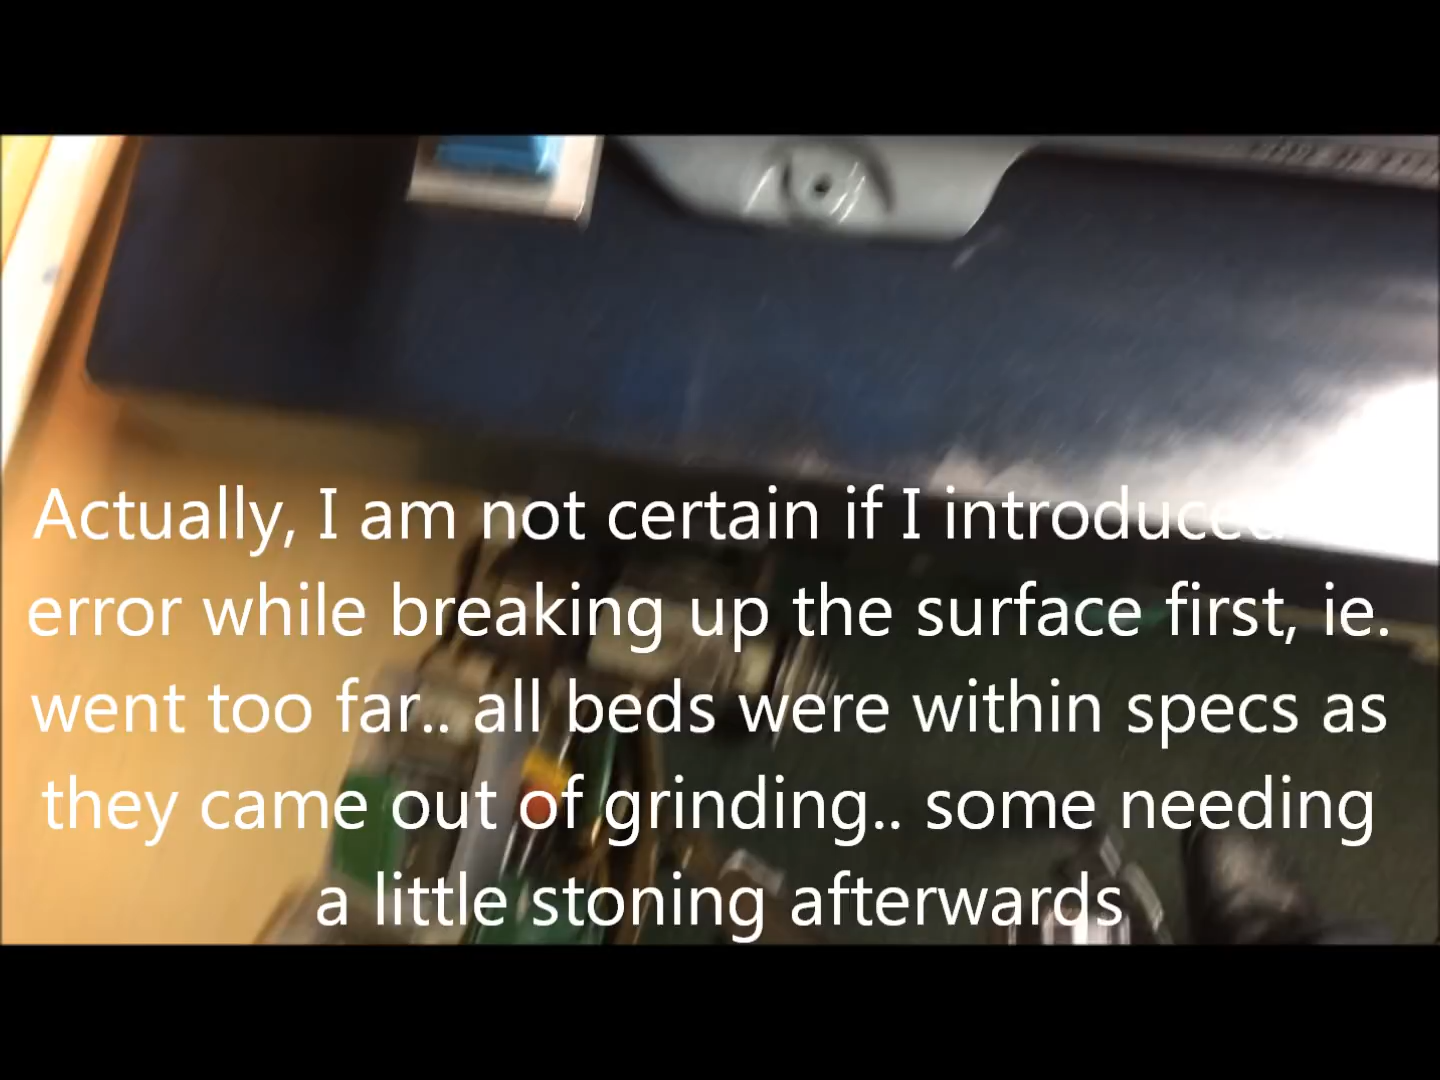 Actually, I am not certain if I introduced
error while breaking up the surface first, ie.
went too far.. all beds were within specs as
they came out of grinding.. some needing
a little stoning afterwards